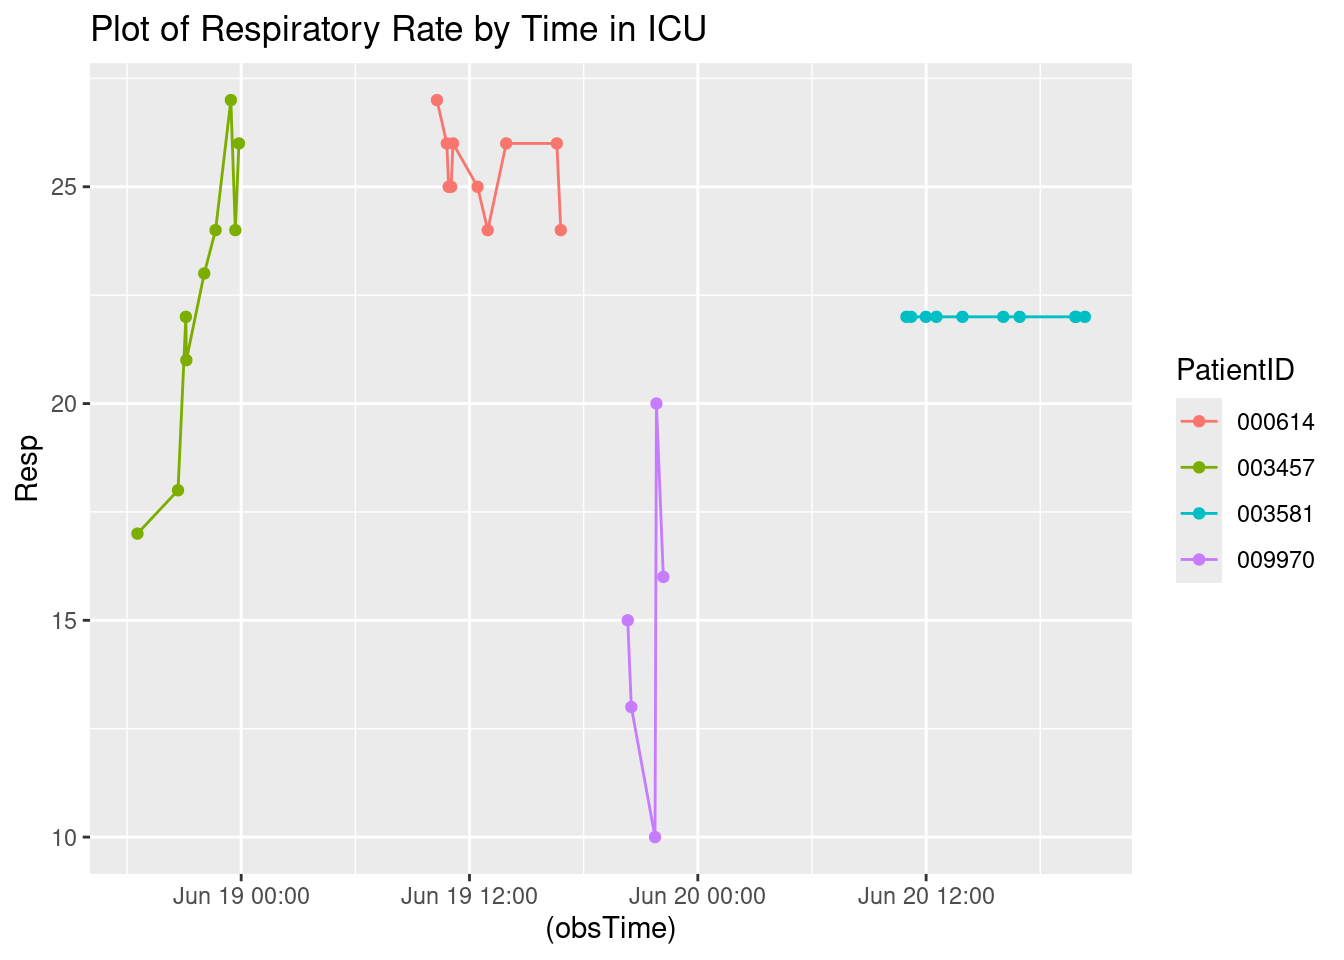 Plot of Respiratory Rate by Time in ICU
Resp
25
20
15
10
Jun 19 00:00
Jun 19 12:00
Jun 20 00:00
Jun 20 12:00
(obsTime)
PatientID
000614
003457
003581
009970